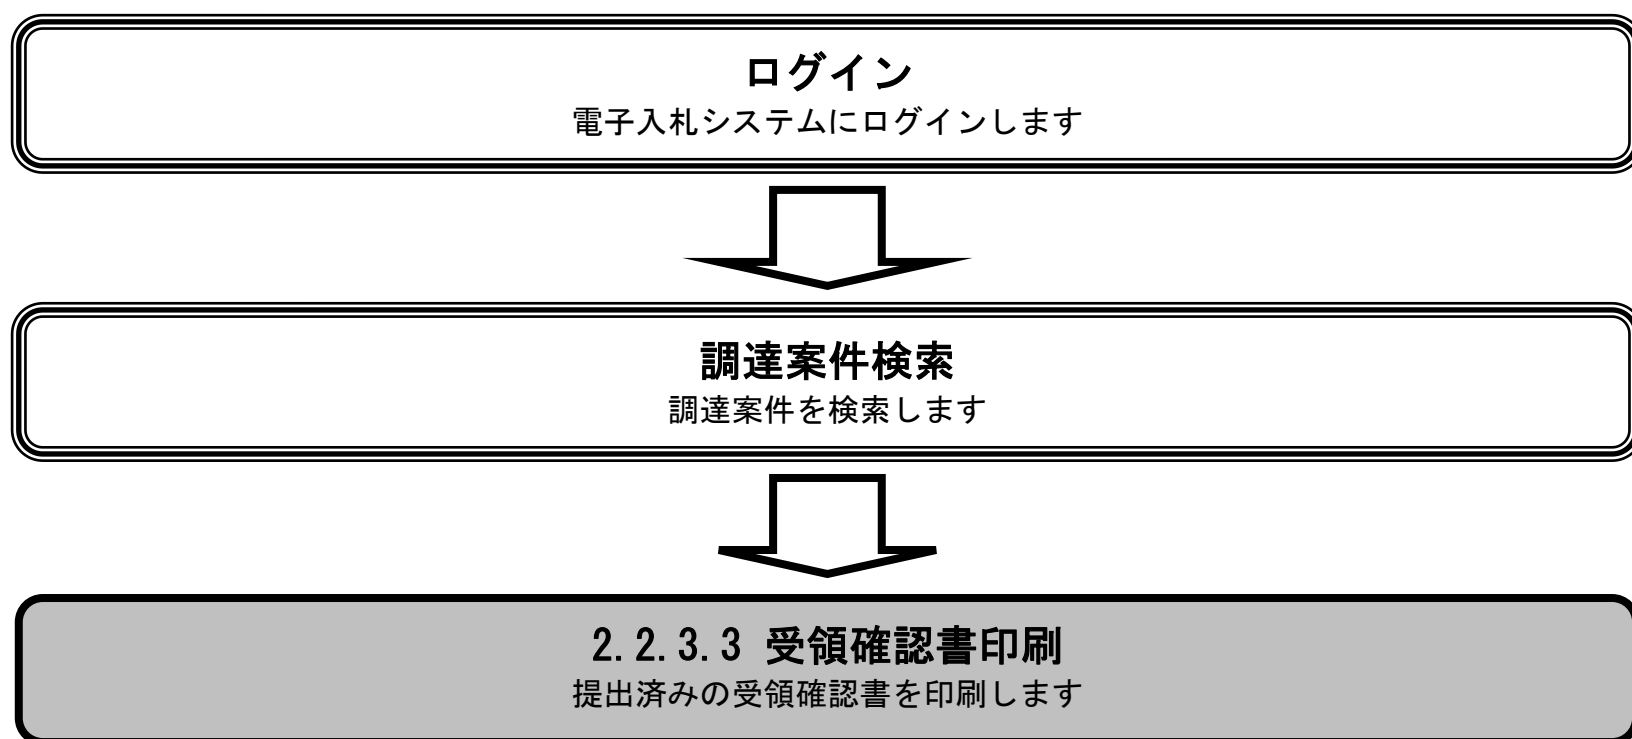 ログイン
電子入札システムにログインします
調達案件検索
調達案件を検索します
2.2.3.3 受領確認書印刷
提出済みの受領確認書を印刷します